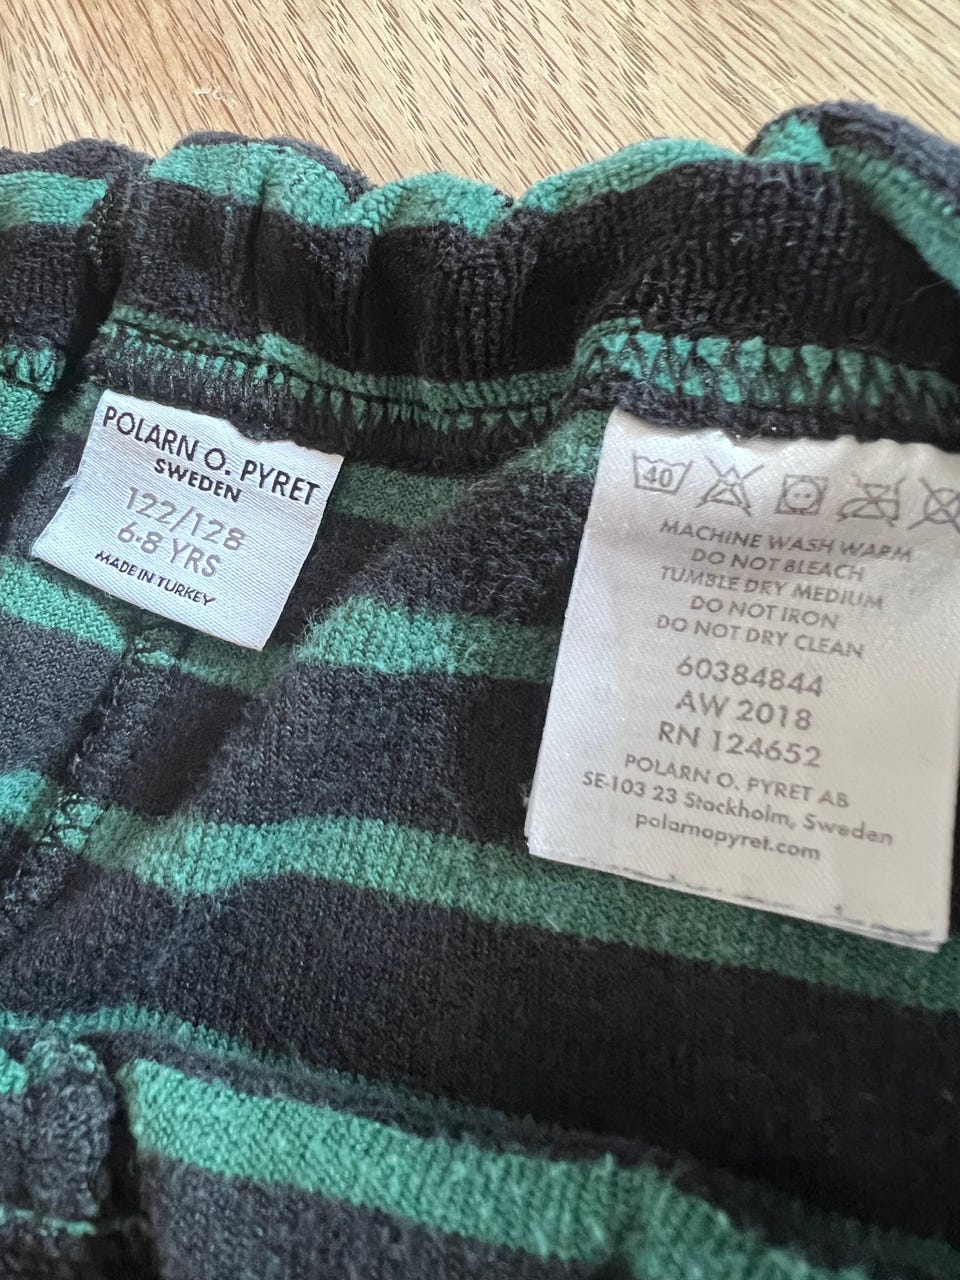 POLARN O. PYRET
SWEDEN
122/128
6-8 YRS
MADE IN TURKEY
40
MACHINE WASH WARM
DO NOT BLEACH
TUMBLE DRY MEDIUM
DO NOT IRON
DO NOT DRY CLEAN
60384844
AW 2018
RN 124652
POLARN O. PYRET AB
SE-103 23 Stockholm, Sweden
polarnopyret.com